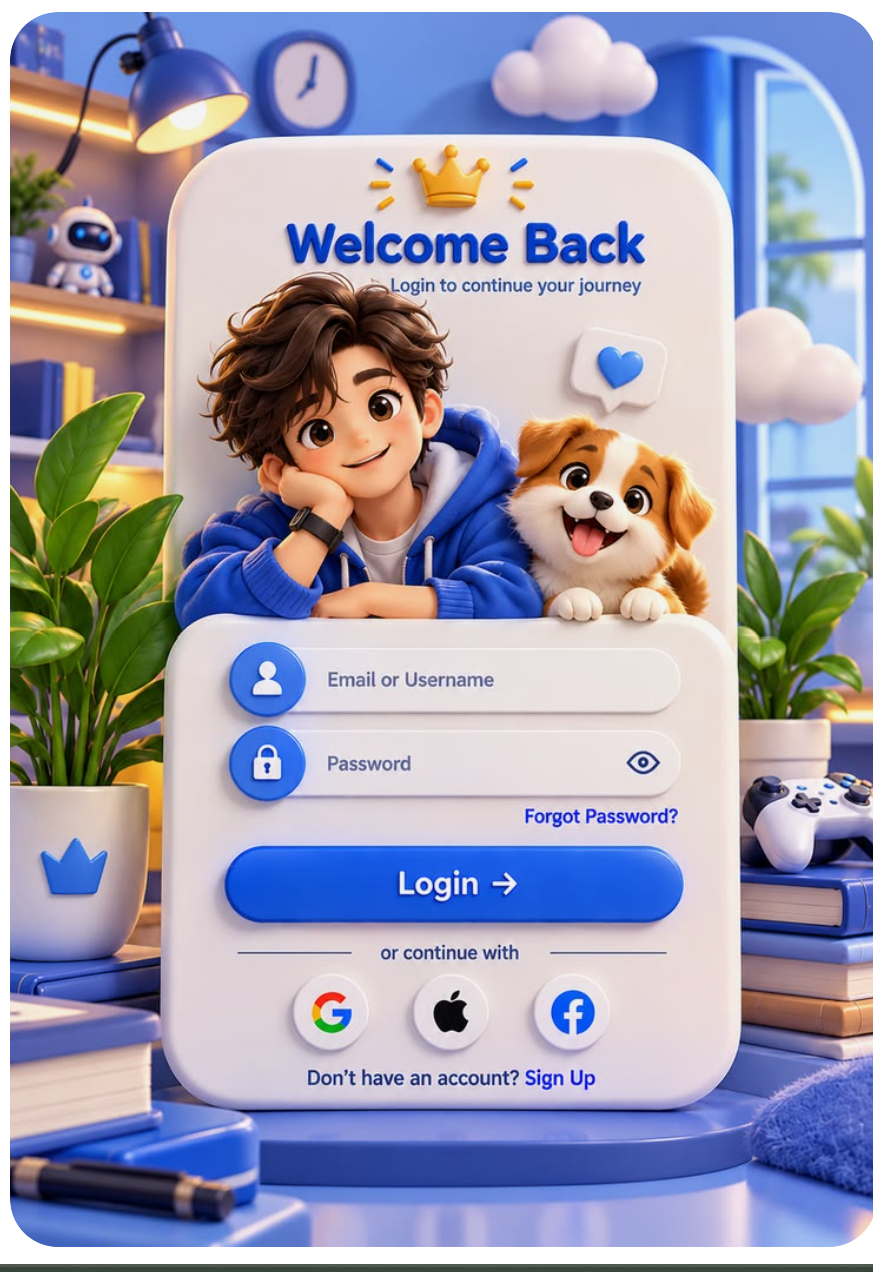 Welcome Back
Login to continue your journey
Email or Username
Password
Forgot Password?
Login →
or continue with
Don't have an account? Sign Up